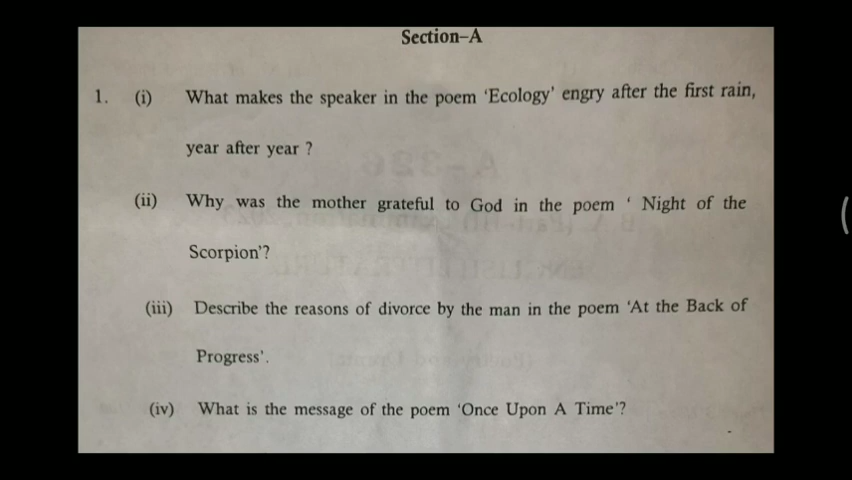 Section–A
1. (i) What makes the speaker in the poem 'Ecology' engry after the first rain,
year after year ?
(ii) Why was the mother grateful to God in the poem ' Night of the
Scorpion'?
(iii) Describe the reasons of divorce by the man in the poem 'At the Back of
Progress'.
(iv) What is the message of the poem 'Once Upon A Time'?